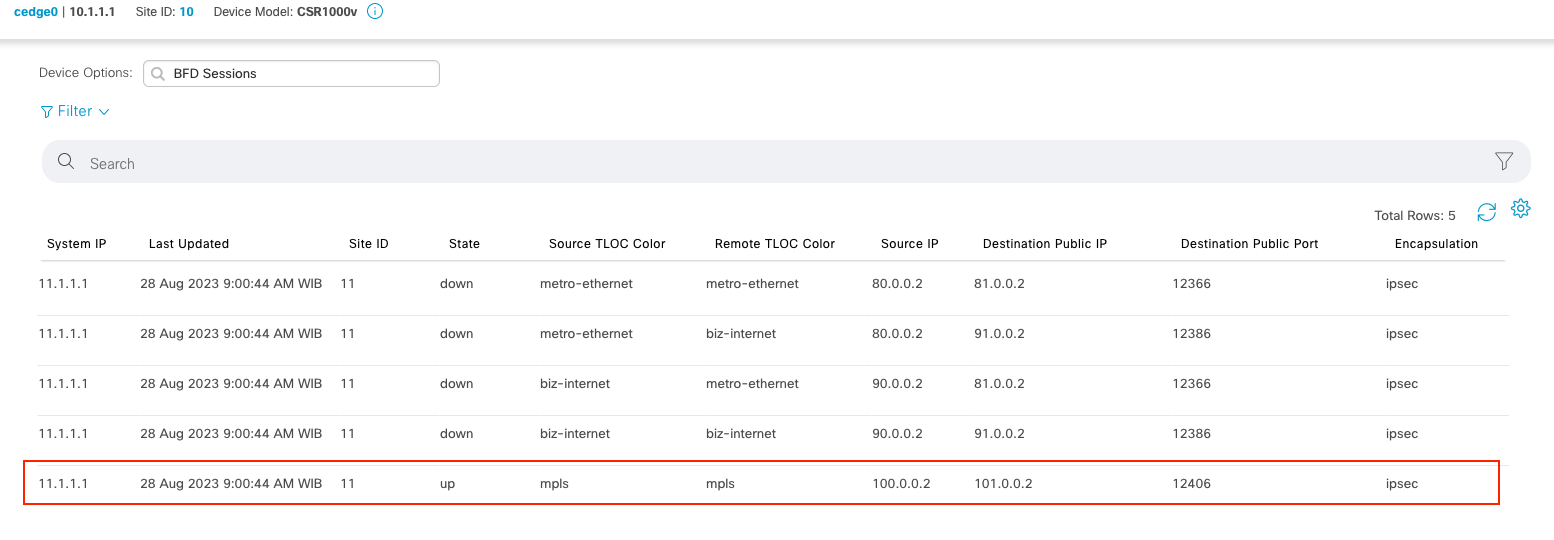 cedge0 | 10.1.1.1 Site ID: 10 Device Model: CSR1000v i
Device Options: BFD Sessions
Filter
Search
Total Rows: 5
System IP Last Updated Site ID State Source TLOC Color Remote TLOC Color Source IP Destination Public IP Destination Public Port Encapsulation
11.1.1.1 28 Aug 2023 9:00:44 AM WIB 11 down metro-ethernet metro-ethernet 80.0.0.2 81.0.0.2 12366 ipsec
11.1.1.1 28 Aug 2023 9:00:44 AM WIB 11 down metro-ethernet biz-internet 80.0.0.2 91.0.0.2 12386 ipsec
11.1.1.1 28 Aug 2023 9:00:44 AM WIB 11 down biz-internet metro-ethernet 90.0.0.2 81.0.0.2 12366 ipsec
11.1.1.1 28 Aug 2023 9:00:44 AM WIB 11 down biz-internet biz-internet 90.0.0.2 91.0.0.2 12386 ipsec
11.1.1.1 28 Aug 2023 9:00:44 AM WIB 11 up mpls mpls 100.0.0.2 101.0.0.2 12406 ipsec